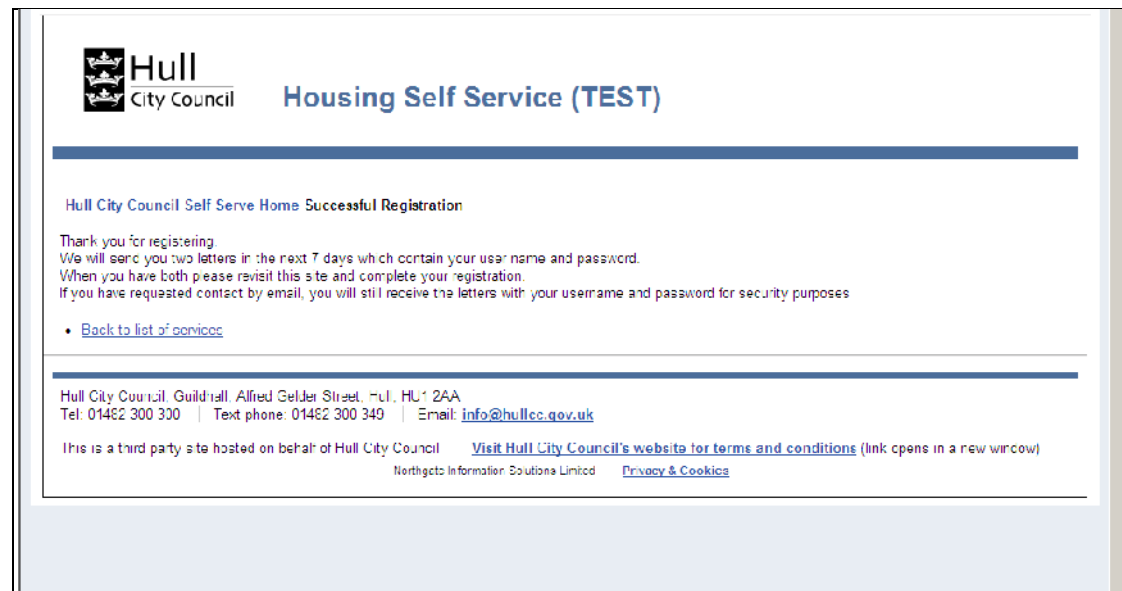 Hull
City Council
Housing Self Service (TEST)
Hull City Council Self Serve Home Successful Registration
Thank you for registering.
We will send you two letters in the next 7 days which contain your user name and password.
When you have both please revisit this site and complete your registration.
If you have requested contact by email, you will still receive the letters with your username and password for security purposes
• Back to list of services
Hull City Council, Guildhall, Alfred Gelder Street, Hull, HU1 2AA
Tel: 01482 300 300 | Text phone: 01482 300 349 | Email: info@hullcc.gov.uk
This is a third party site hosted on behalf of Hull City Council Visit Hull City Council's website for terms and conditions (link opens in a new window)
Northgate Information Solutions Limited Privacy & Cookies